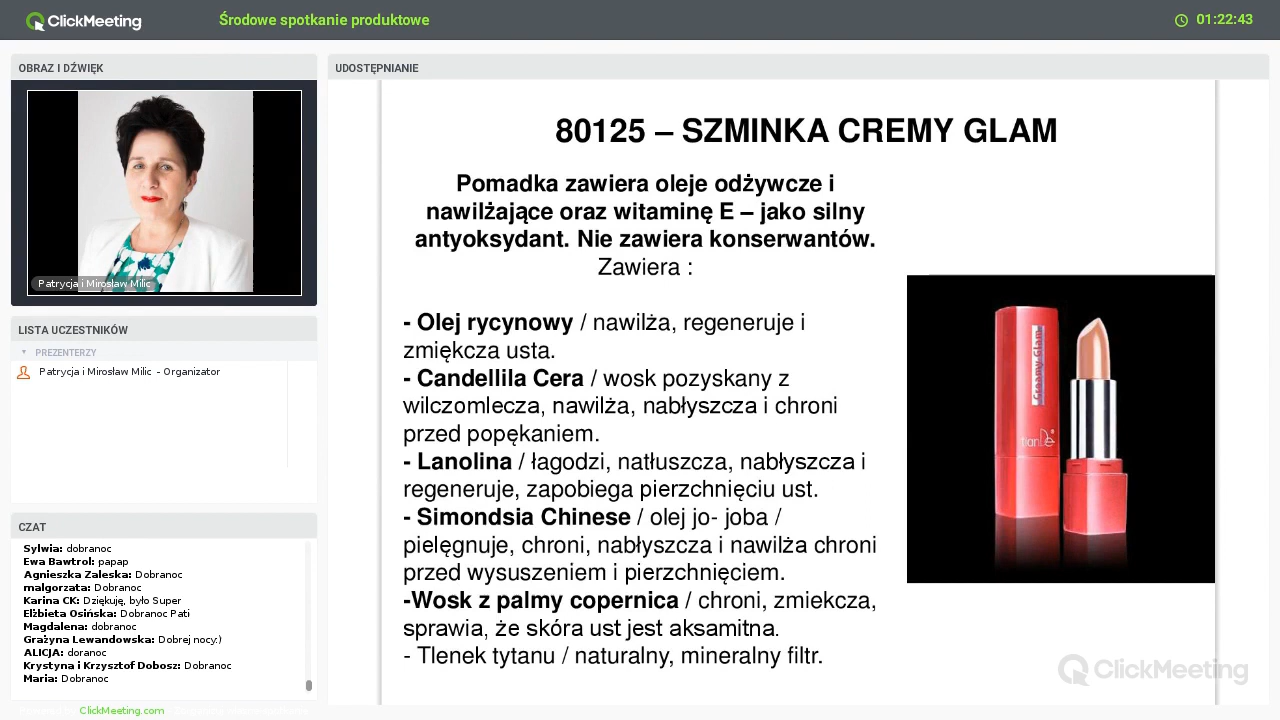 ClickMeeting
Środowe spotkanie produktowe
01:22:43
OBRAZ I DŹWIĘK
Patrycja i Mirosław Milic
LISTA UCZESTNIKÓW
PREZENTERZY
Patrycja i Mirosław Milic - Organizator
CZAT
Sylwia: dobranoc
Ewa Bawtrol: papap
Agnieszka Zaleska: Dobranoc
malgorzata: Dobranoc
Karina CK: Dziękuję, było Super
Elżbieta Osińska: Dobranoc Pati
Magdalena: dobranoc
Grażyna Lewandowska: Dobrej nocy:)
ALICJA: doranoc
Krystyna i Krzysztof Dobosz: Dobranoc
Maria: Dobranoc
ClickMeeting.com
UDOSTĘPNIANIE
80125 – SZMINKA CREMY GLAM
Pomadka zawiera oleje odżywcze i
nawilżające oraz witaminę E – jako silny
antyoksydant. Nie zawiera konserwantów.
Zawiera :
- Olej rycynowy / nawilża, regeneruje i
zmiękcza usta.
- Candellila Cera / wosk pozyskany z
wilczomlecza, nawilża, nabłyszcza i chroni
przed popękaniem.
- Lanolina / łagodzi, natłuszcza, nabłyszcza i
regeneruje, zapobiega pierzchnięciu ust.
- Simondsia Chinese / olej jo- joba /
pielęgnuje, chroni, nabłyszcza i nawilża chroni
przed wysuszeniem i pierzchnięciem.
-Wosk z palmy copernica / chroni, zmiekcza,
sprawia, że skóra ust jest aksamitna.
- Tlenek tytanu / naturalny, mineralny filtr.
Creamy Glam
tianDe
ClickMeeting